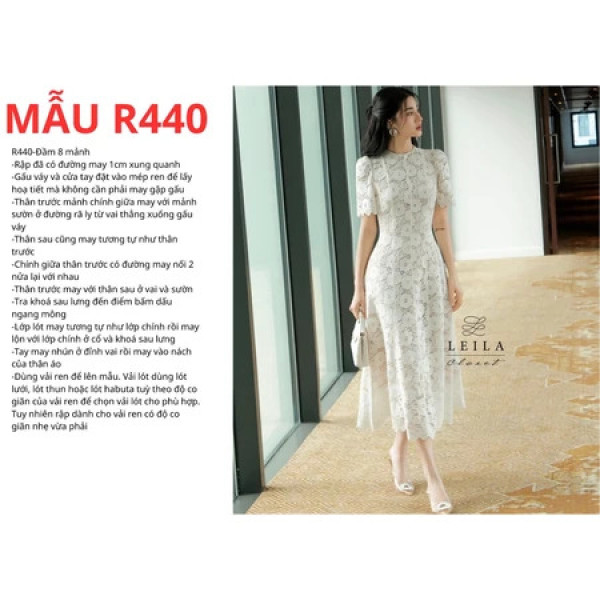 MẪU R440
R440-Đầm 8 mảnh
-Rập đã có đường may 1cm xung quanh
-Gấu váy và cửa tay đặt vào mép ren để lấy
hoạ tiết mà không cần phải may gập gấu
-Thân trước mảnh chính giữa may với mảnh
sườn ở đường rã ly từ vai thẳng xuống gấu
váy
-Thân sau cũng may tương tự như thân
trước
-Chính giữa thân trước có đường may nối 2
nửa lại với nhau
-Thân trước may với thân sau ở vai và sườn
-Tra khoá sau lưng đến điểm bấm dấu
ngang mông
-Lớp lót may tương tự như lớp chính rồi may
lộn với lớp chính ở cổ và khoá sau lưng
-Tay may nhún ở đỉnh vai rồi may vào nách
của thân áo
-Dùng vải ren để lên mẫu. Vải lót dùng lót
lưới, lót thun hoặc lót habuta tuỳ theo độ co
giãn của vải ren để chọn vải lót cho phù hợp.
Tuy nhiên rập dành cho vải ren có độ co
giãn nhẹ vừa phải
LEILA
Closet